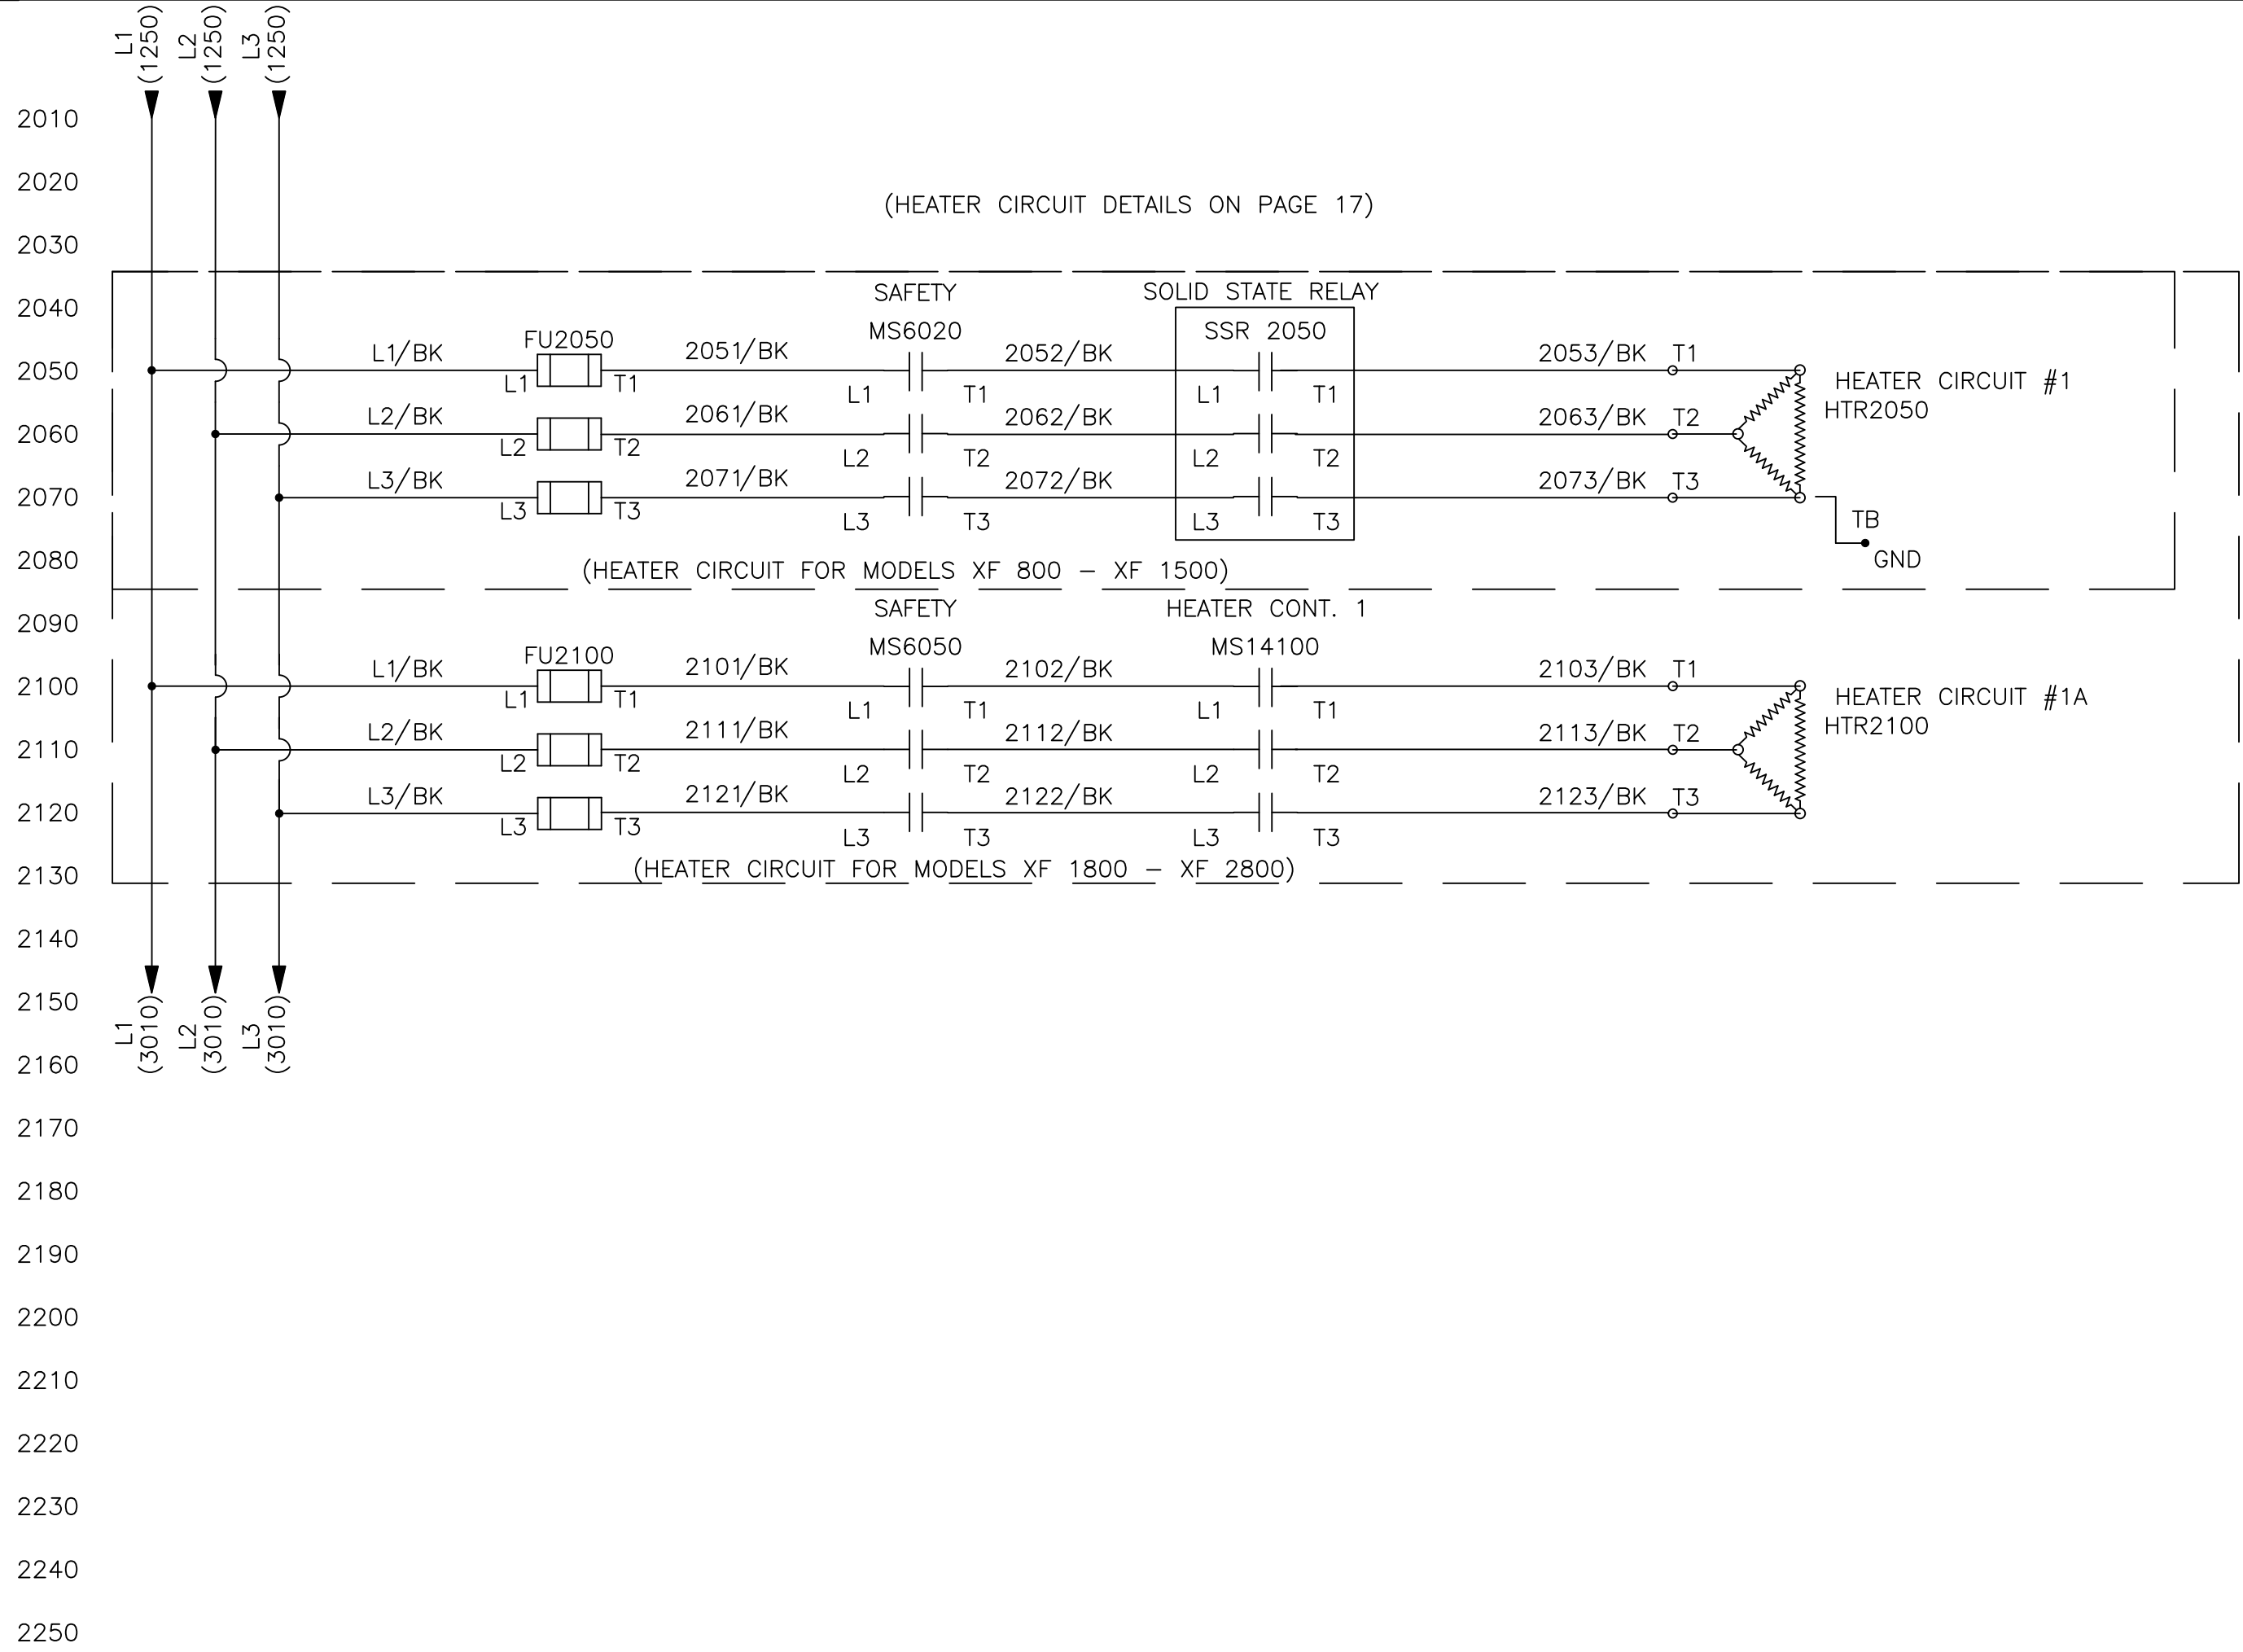 L1
(1250)
L2
(1250)
L3
(1250)
2010
2020
(HEATER CIRCUIT DETAILS ON PAGE 17)
2030
2040
SAFETY
SOLID STATE RELAY
FU2050
MS6020
SSR 2050
2050
L1/BK
2051/BK
2052/BK
2053/BK T1
L1 T1
L1 T1
L1 T1
HEATER CIRCUIT #1
HTR2050
2060
L2/BK
2061/BK
2062/BK
2063/BK T2
L2 T2
L2 T2
L2 T2
2070
L3/BK
2071/BK
2072/BK
2073/BK T3
L3 T3
L3 T3
L3 T3
TB
GND
2080
(HEATER CIRCUIT FOR MODELS XF 800 – XF 1500)
2090
SAFETY
HEATER CONT. 1
FU2100
MS6050
MS14100
2100
L1/BK
2101/BK
2102/BK
2103/BK T1
L1 T1
L1 T1
L1 T1
HEATER CIRCUIT #1A
HTR2100
2110
L2/BK
2111/BK
2112/BK
2113/BK T2
L2 T2
L2 T2
L2 T2
2120
L3/BK
2121/BK
2122/BK
2123/BK T3
L3 T3
L3 T3
L3 T3
2130
(HEATER CIRCUIT FOR MODELS XF 1800 – XF 2800)
2140
2150
L1
(3010)
L2
(3010)
L3
(3010)
2160
2170
2180
2190
2200
2210
2220
2230
2240
2250